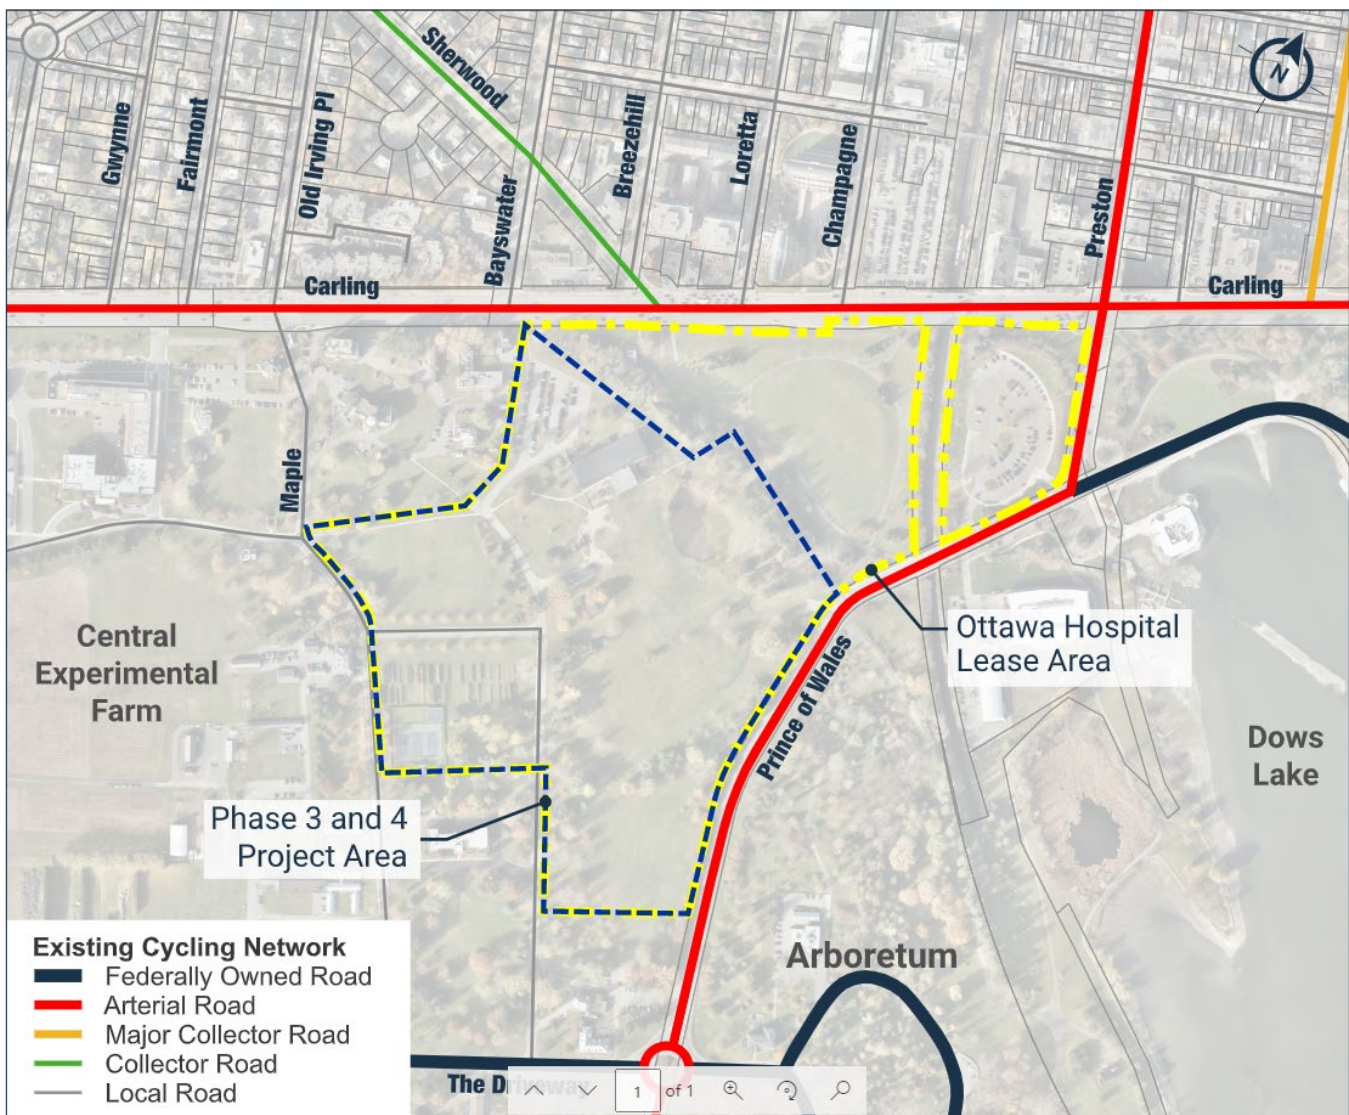 Sherwood
N
Gwynne
Fairmont
Old Irving Pl
Bayswater
Breezehill
Loretta
Champagne
Preston
Carling
Carling
Maple
Central
Experimental
Farm
Ottawa Hospital
Lease Area
Prince of Wales
Dows
Lake
Phase 3 and 4
Project Area
Arboretum
Existing Cycling Network
Federally Owned Road
Arterial Road
Major Collector Road
Collector Road
Local Road
The Driveway
1 of 1